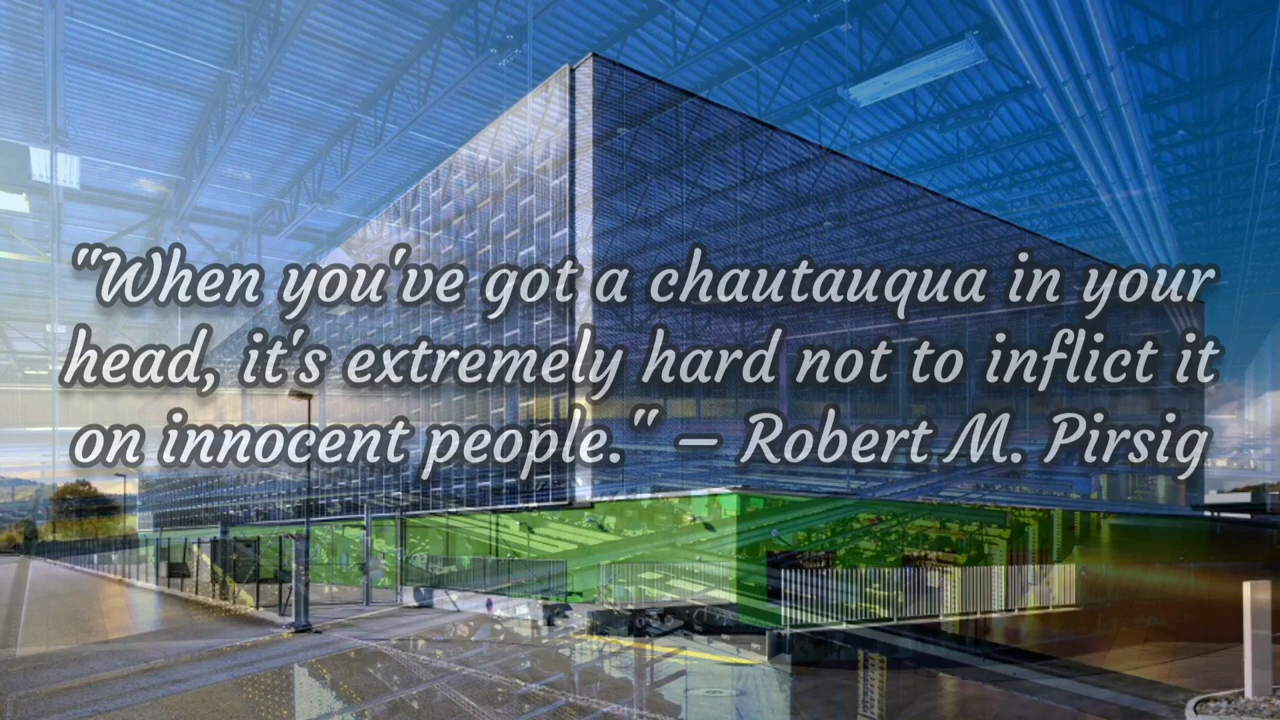 "When you've got a chautauqua in your
head, it's extremely hard not to inflict it
on innocent people." – Robert M. Pirsig